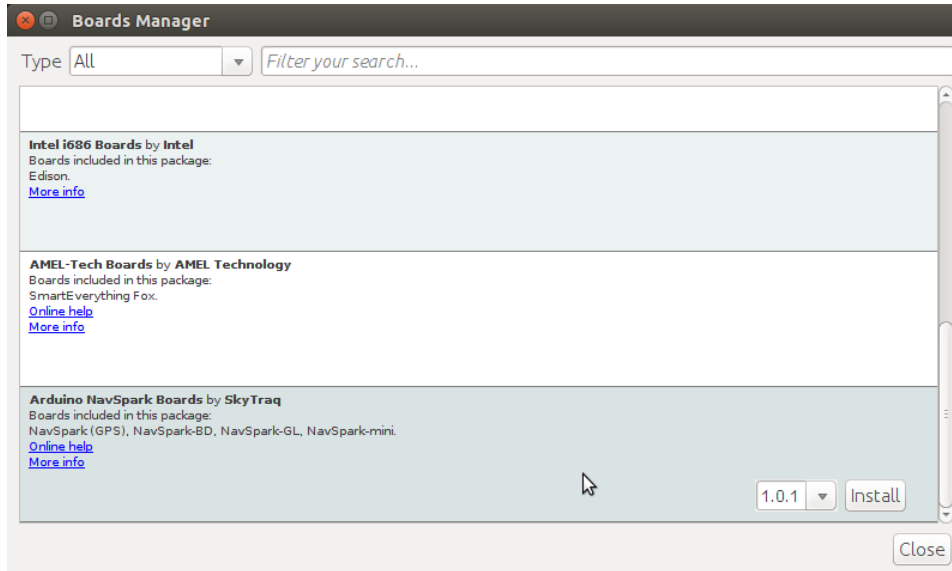 Boards Manager
Type All Filter your search...
Intel i686 Boards by Intel
Boards included in this package:
Edison.
More info
AMEL-Tech Boards by AMEL Technology
Boards included in this package:
SmartEverything Fox.
Online help
More info
Arduino NavSpark Boards by SkyTraq
Boards included in this package:
NavSpark (GPS), NavSpark-BD, NavSpark-GL, NavSpark-mini.
Online help
More info
1.0.1 Install
Close